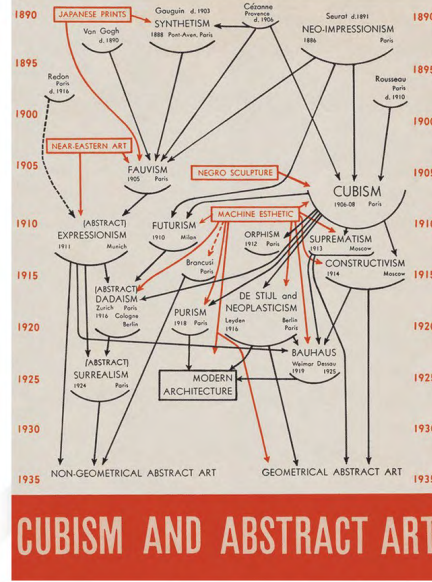 1890
JAPANESE PRINTS
Van Gogh
d. 1890
Gauguin d. 1903
SYNTHETISM
1888 Pont-Aven, Paris
Cézanne
Provence
d. 1906
Seurat d.1891
NEO-IMPRESSIONISM
1886 Paris
1890
1895
Redon
Paris
d. 1916
Rousseau
Paris
d. 1910
1895
1900
1900
NEAR-EASTERN ART
1905
FAUVISM
1905 Paris
NEGRO SCULPTURE
CUBISM
1906-08 Paris
1905
1910
(ABSTRACT)
EXPRESSIONISM
1911 Munich
FUTURISM
1910 Milan
MACHINE ESTHETIC
ORPHISM
1912 Paris
SUPREMATISM
1913 Moscow
CONSTRUCTIVISM
1914 Moscow
1910
1915
Brancusi
Paris
(ABSTRACT)
DADAISM
Zurich Paris
1916 Cologne
Berlin
PURISM
1918 Paris
DE STIJL and
NEOPLASTICISM
Leyden Berlin
1916 Paris
1915
1920
BAUHAUS
Weimar Dessau
1919 1925
1920
1925
(ABSTRACT)
SURREALISM
1924 Paris
MODERN
ARCHITECTURE
1925
1930
1930
1935
NON-GEOMETRICAL ABSTRACT ART
GEOMETRICAL ABSTRACT ART
1935
CUBISM AND ABSTRACT ART